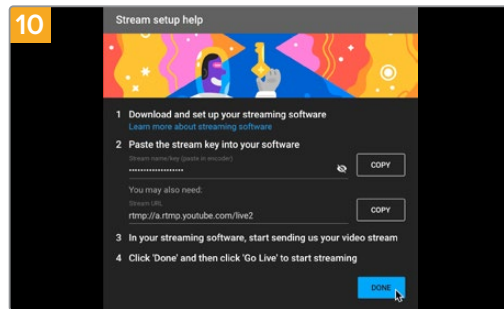 10
Stream setup help
1 Download and set up your streaming software
Learn more about streaming software
2 Paste the stream key into your software
Stream name/key (paste in encoder)
••••••••••••••••••• COPY
You may also need:
Stream URL
rtmp://a.rtmp.youtube.com/live2 COPY
3 In your streaming software, start sending us your video stream
4 Click 'Done' and then click 'Go Live' to start streaming
DONE